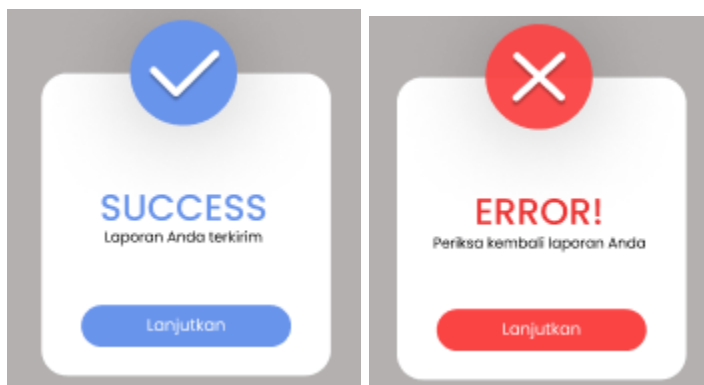 SUCCESS
Laporan Anda terkirim
Lanjutkan
ERROR!
Periksa kembali laporan Anda
Lanjutkan